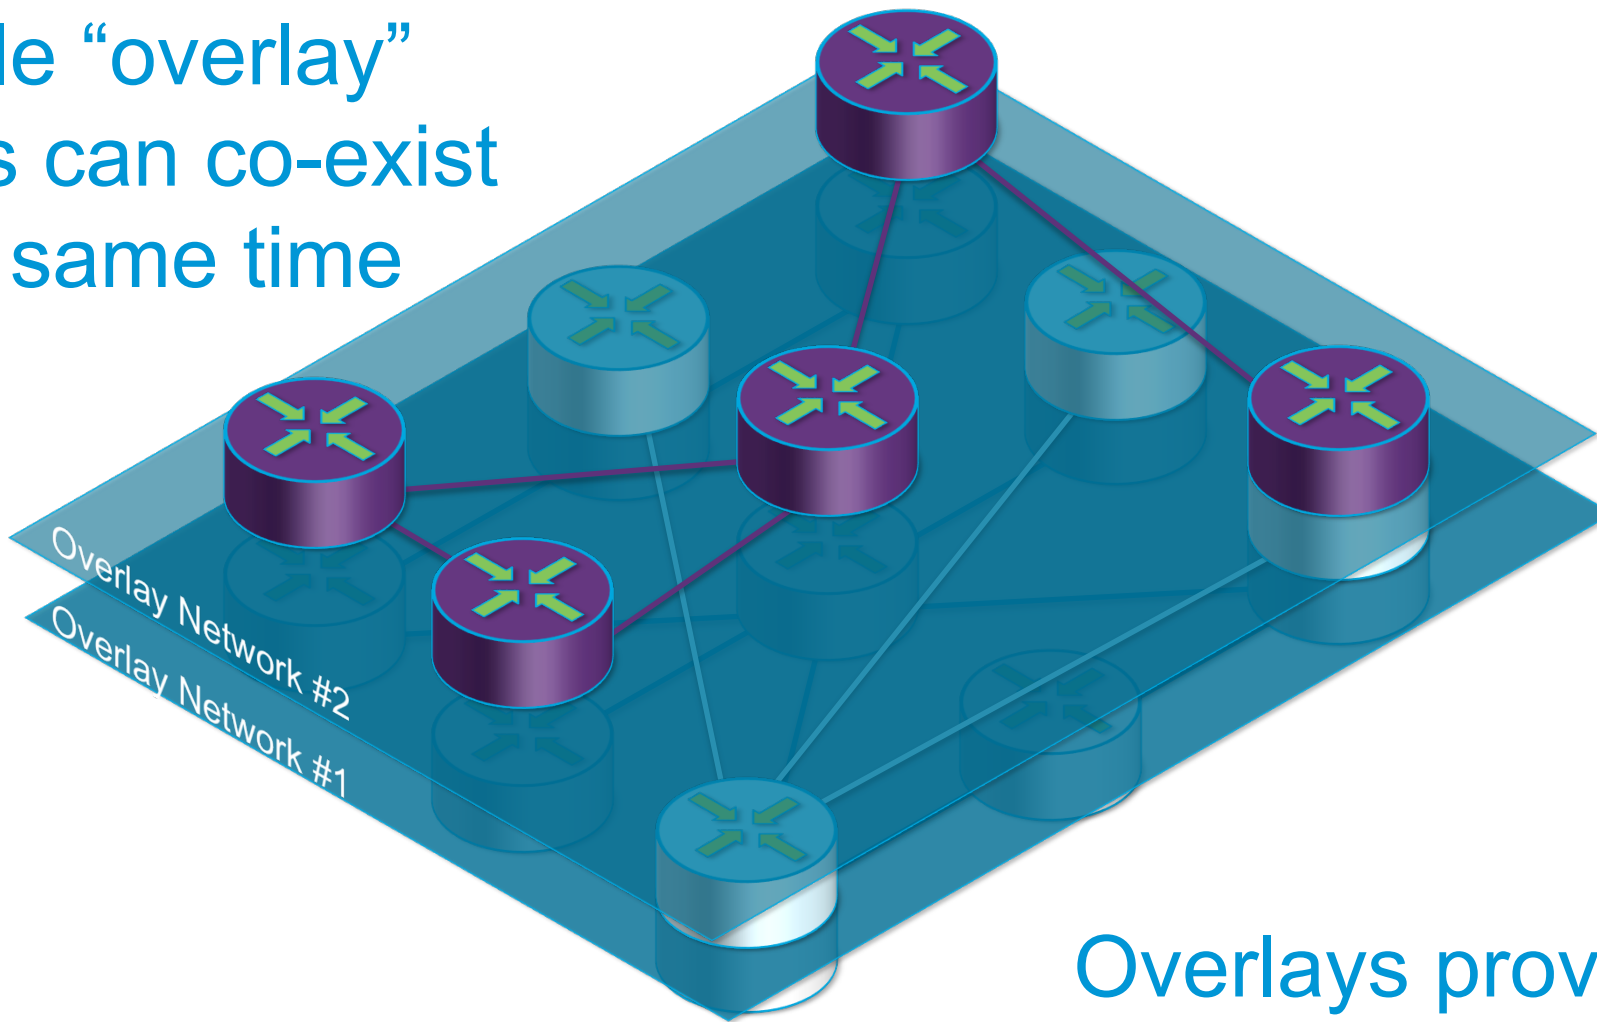 le “overlay”
s can co-exist
same time
Overlay Network #2
Overlay Network #1
Overlays prov